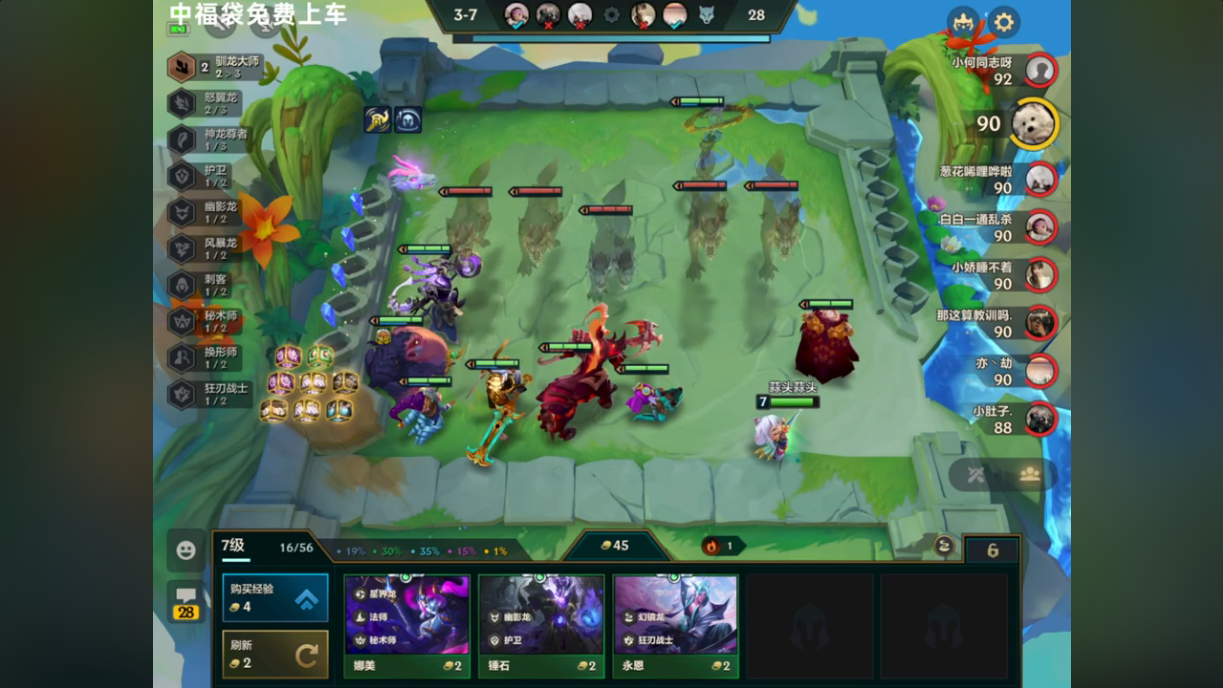 中福袋免费上车
3-7
28
2 驯龙大师
2 > 3
怒翼龙
2 / 3
神龙尊者
1 / 3
护卫
1 / 2
幽影龙
1 / 2
风暴龙
1 / 2
刺客
1 / 2
秘术师
1 / 2
换形师
1 / 2
狂刃战士
1 / 2
小何同志呀
92
90
葱花唏哩哗啦
90
白白一通乱杀
90
小娇睡不着
90
那这算教训吗.
90
亦丶劫
90
小肚子.
88
蒜头蒜头
7
7级
16/56
19% 30% 35% 15% 1%
45
1
6
28
购买经验
4
刷新
2
星界龙
法师
秘术师
娜美 2
幽影龙
护卫
锤石 2
幻镜龙
狂刃战士
永恩 2